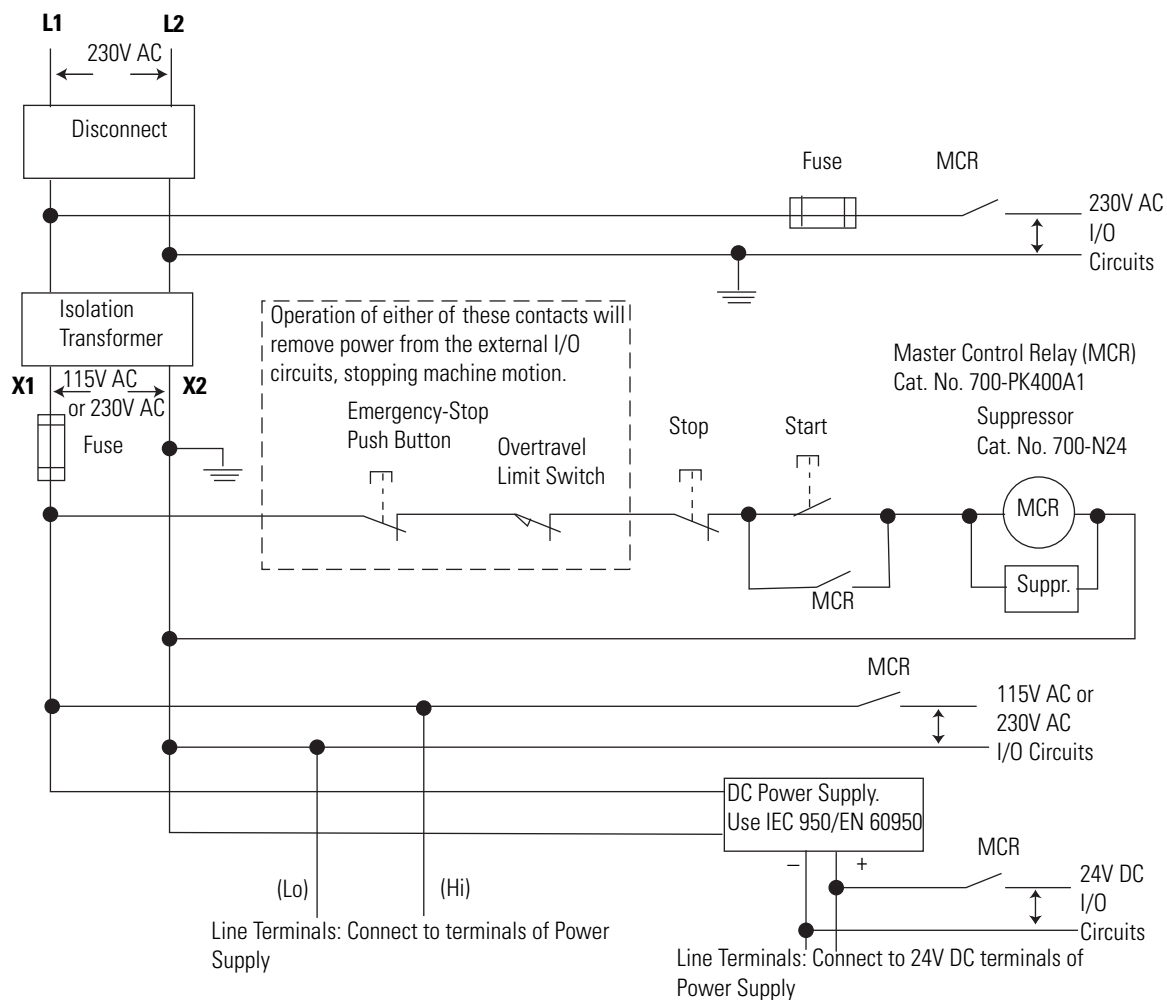 L1
L2
230V AC
Disconnect
Fuse
MCR
230V AC
I/O
Circuits
Isolation
Transformer
X1
115V AC
or 230V AC
X2
Fuse
Operation of either of these contacts will
remove power from the external I/O
circuits, stopping machine motion.
Emergency-Stop
Push Button
Overtravel
Limit Switch
Stop
Start
Master Control Relay (MCR)
Cat. No. 700-PK400A1
Suppressor
Cat. No. 700-N24
MCR
Suppr.
MCR
MCR
115V AC or
230V AC
I/O Circuits
DC Power Supply.
Use IEC 950/EN 60950
–
+
MCR
24V DC
I/O
Circuits
(Lo)
(Hi)
Line Terminals: Connect to terminals of Power
Supply
Line Terminals: Connect to 24V DC terminals of
Power Supply